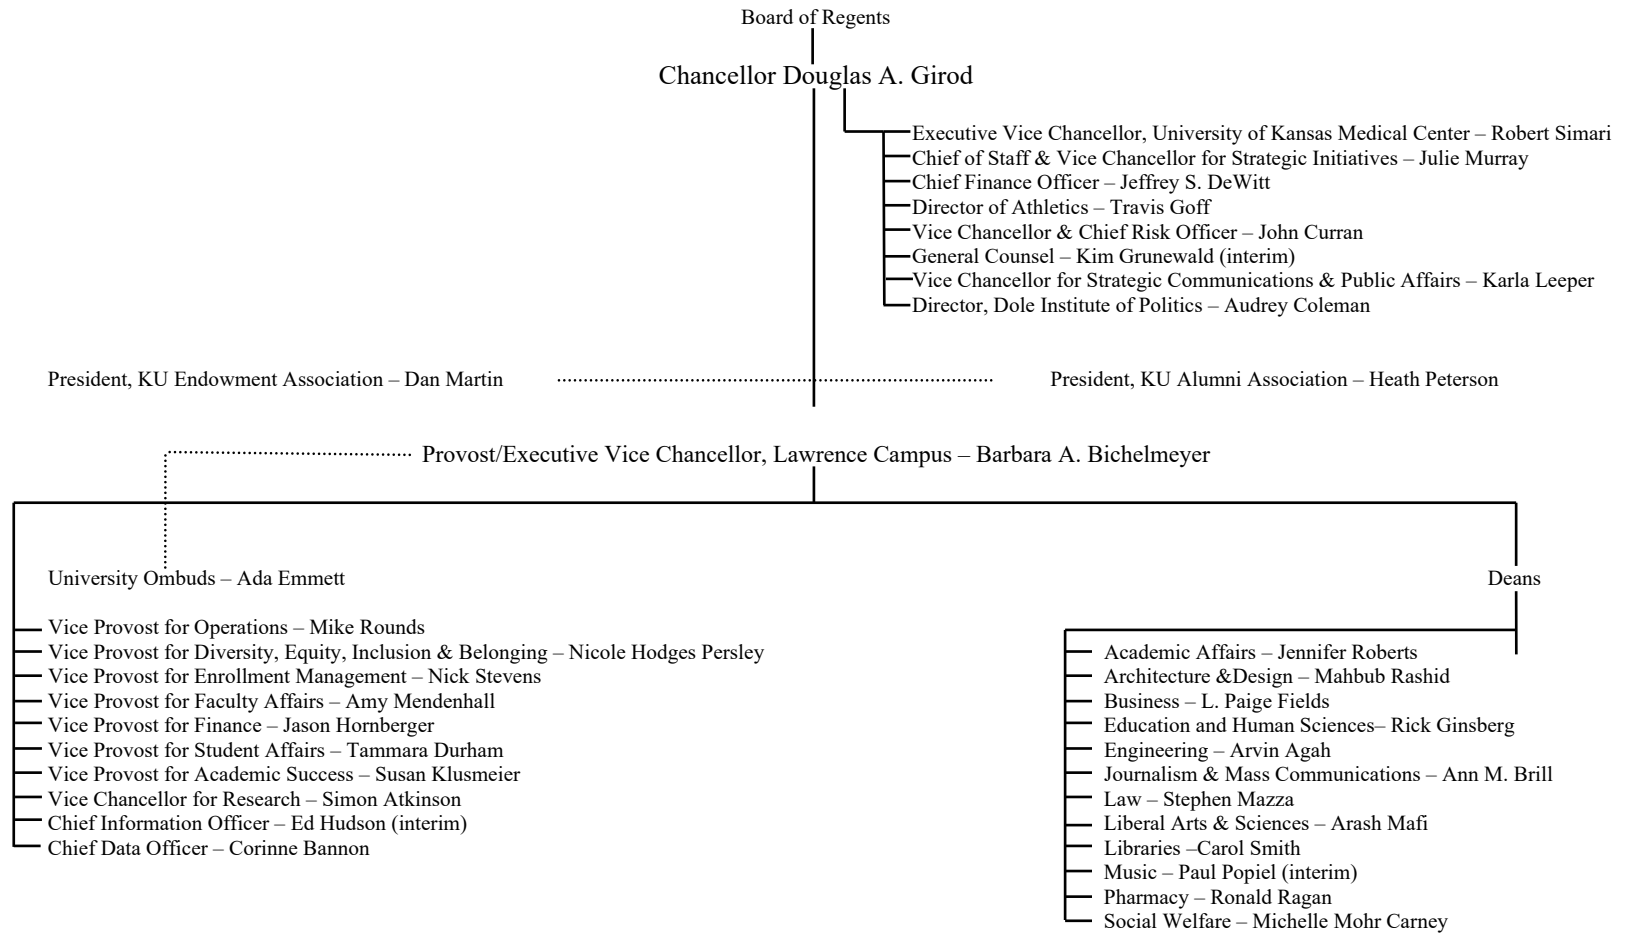 Board of Regents
Chancellor Douglas A. Girod
Executive Vice Chancellor, University of Kansas Medical Center – Robert Simari
Chief of Staff & Vice Chancellor for Strategic Initiatives – Julie Murray
Chief Finance Officer – Jeffrey S. DeWitt
Director of Athletics – Travis Goff
Vice Chancellor & Chief Risk Officer – John Curran
General Counsel – Kim Grunewald (interim)
Vice Chancellor for Strategic Communications & Public Affairs – Karla Leeper
Director, Dole Institute of Politics – Audrey Coleman
President, KU Endowment Association – Dan Martin
President, KU Alumni Association – Heath Peterson
Provost/Executive Vice Chancellor, Lawrence Campus – Barbara A. Bichelmeyer
University Ombuds – Ada Emmett
Vice Provost for Operations – Mike Rounds
Vice Provost for Diversity, Equity, Inclusion & Belonging – Nicole Hodges Persley
Vice Provost for Enrollment Management – Nick Stevens
Vice Provost for Faculty Affairs – Amy Mendenhall
Vice Provost for Finance – Jason Hornberger
Vice Provost for Student Affairs – Tammara Durham
Vice Provost for Academic Success – Susan Klusmeier
Vice Chancellor for Research – Simon Atkinson
Chief Information Officer – Ed Hudson (interim)
Chief Data Officer – Corinne Bannon
Deans
Academic Affairs – Jennifer Roberts
Architecture &Design – Mahbub Rashid
Business – L. Paige Fields
Education and Human Sciences– Rick Ginsberg
Engineering – Arvin Agah
Journalism & Mass Communications – Ann M. Brill
Law – Stephen Mazza
Liberal Arts & Sciences – Arash Mafi
Libraries –Carol Smith
Music – Paul Popiel (interim)
Pharmacy – Ronald Ragan
Social Welfare – Michelle Mohr Carney